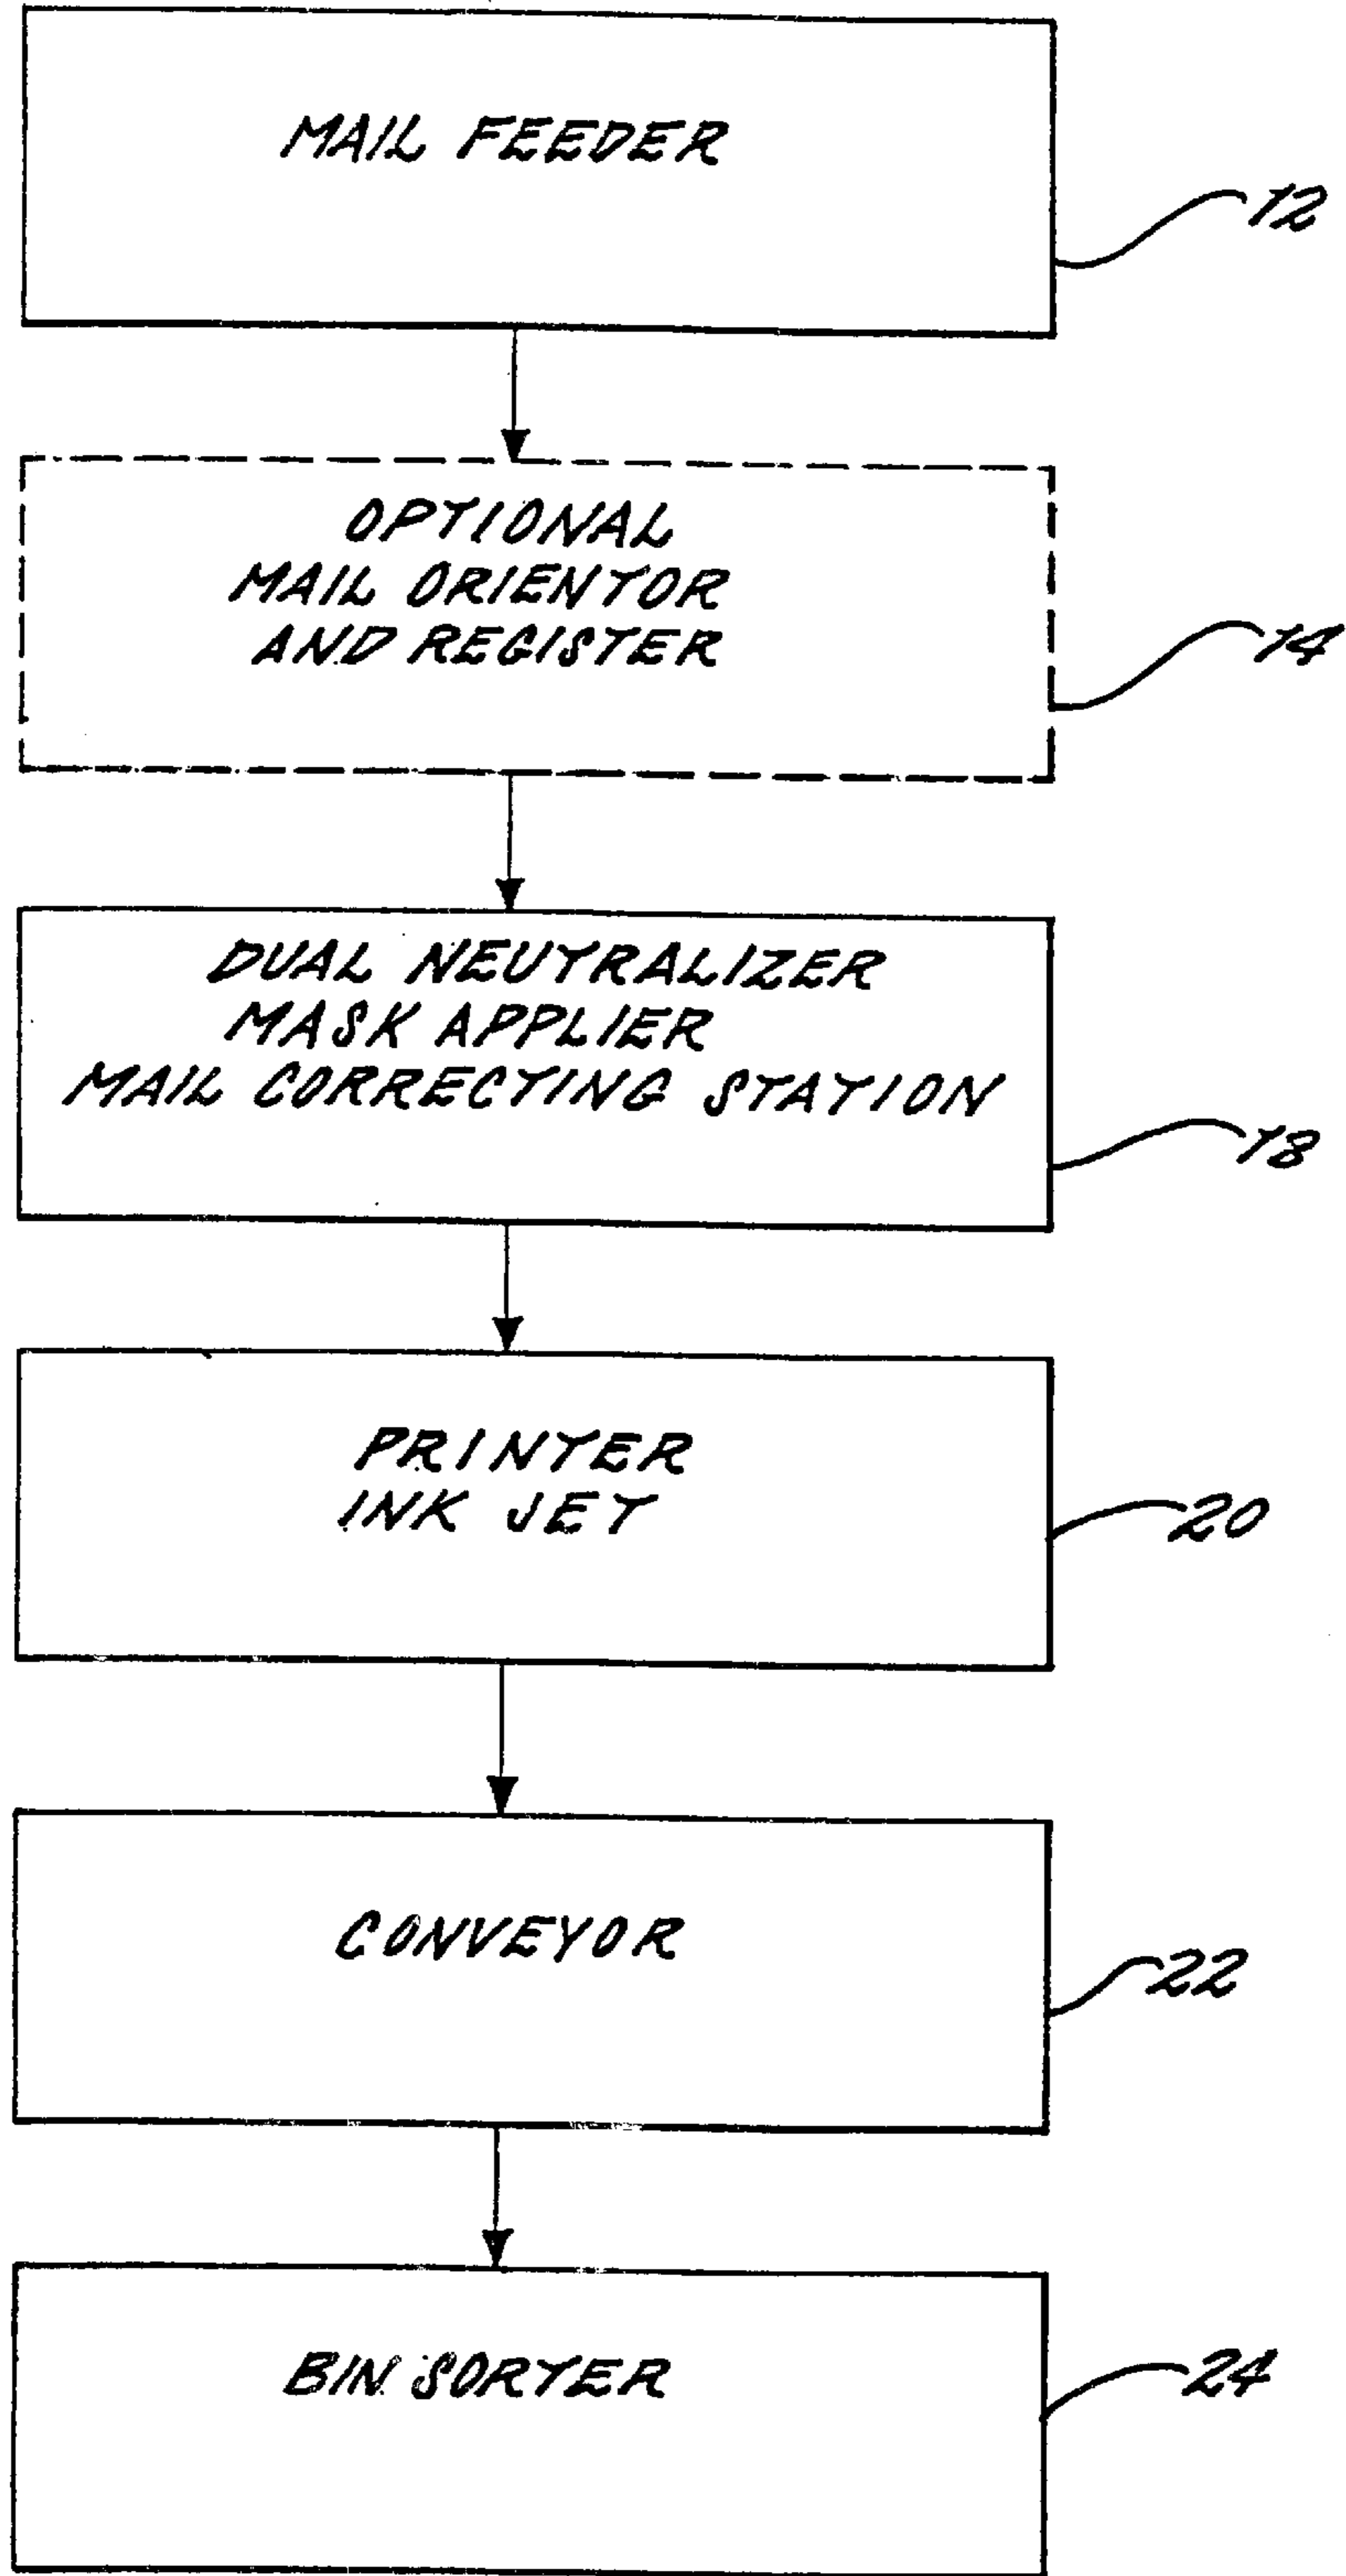 MAIL FEEDER
12
OPTIONAL
MAIL ORIENTOR
AND REGISTER
14
DUAL NEUTRALIZER
MASK APPLIER
MAIL CORRECTING STATION
18
PRINTER
INK JET
20
CONVEYOR
22
BIN SORTER
24